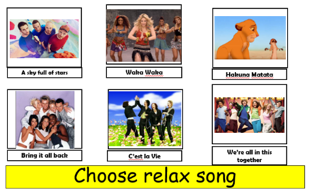 A sky full of stars
Waka Waka
Hakuna Matata
Bring it all back
C'est la Vie
We're all in this
together
Choose relax song